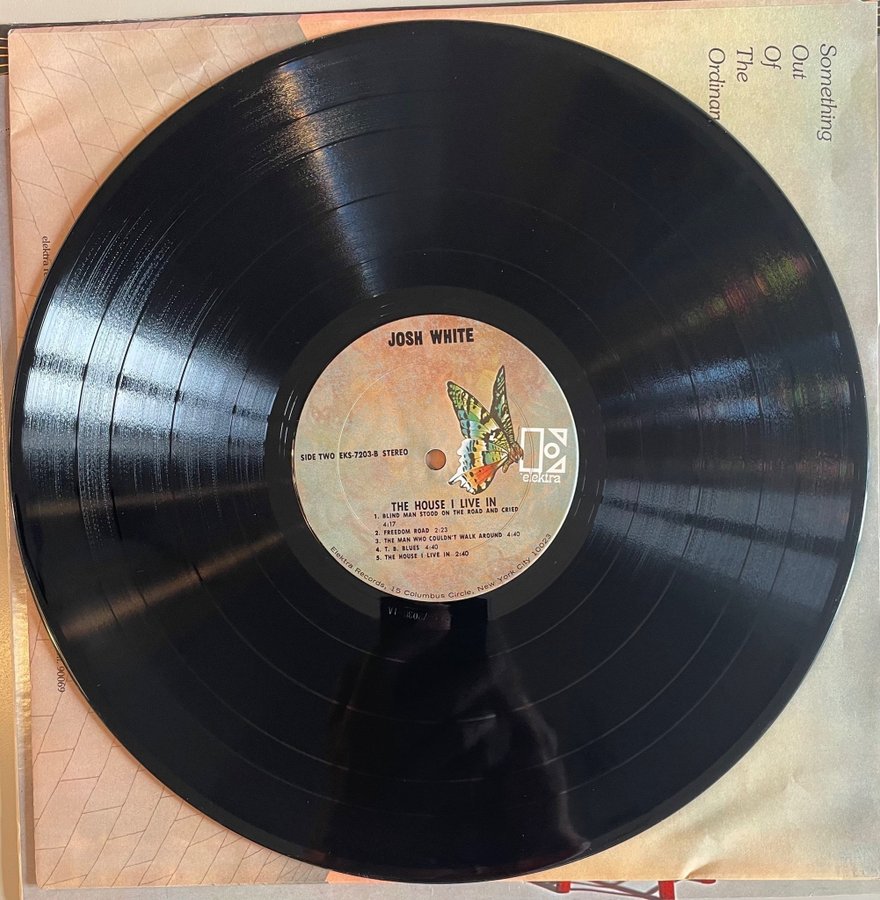 Something
Out
Of
The
JOSH WHITE
SIDE TWO EKS-7203-B STEREO
elektra
THE HOUSE I LIVE IN
1. BLIND MAN STOOD ON THE ROAD AND CRIED
4:17
2. FREEDOM ROAD 2:23
3. THE MAN WHO COULDN'T WALK AROUND 4:40
4. T. B. BLUES 4:40
5. THE HOUSE I LIVE IN 2:40
Elektra Records, 15 Columbus Circle, New York City 10023
elektra
90069